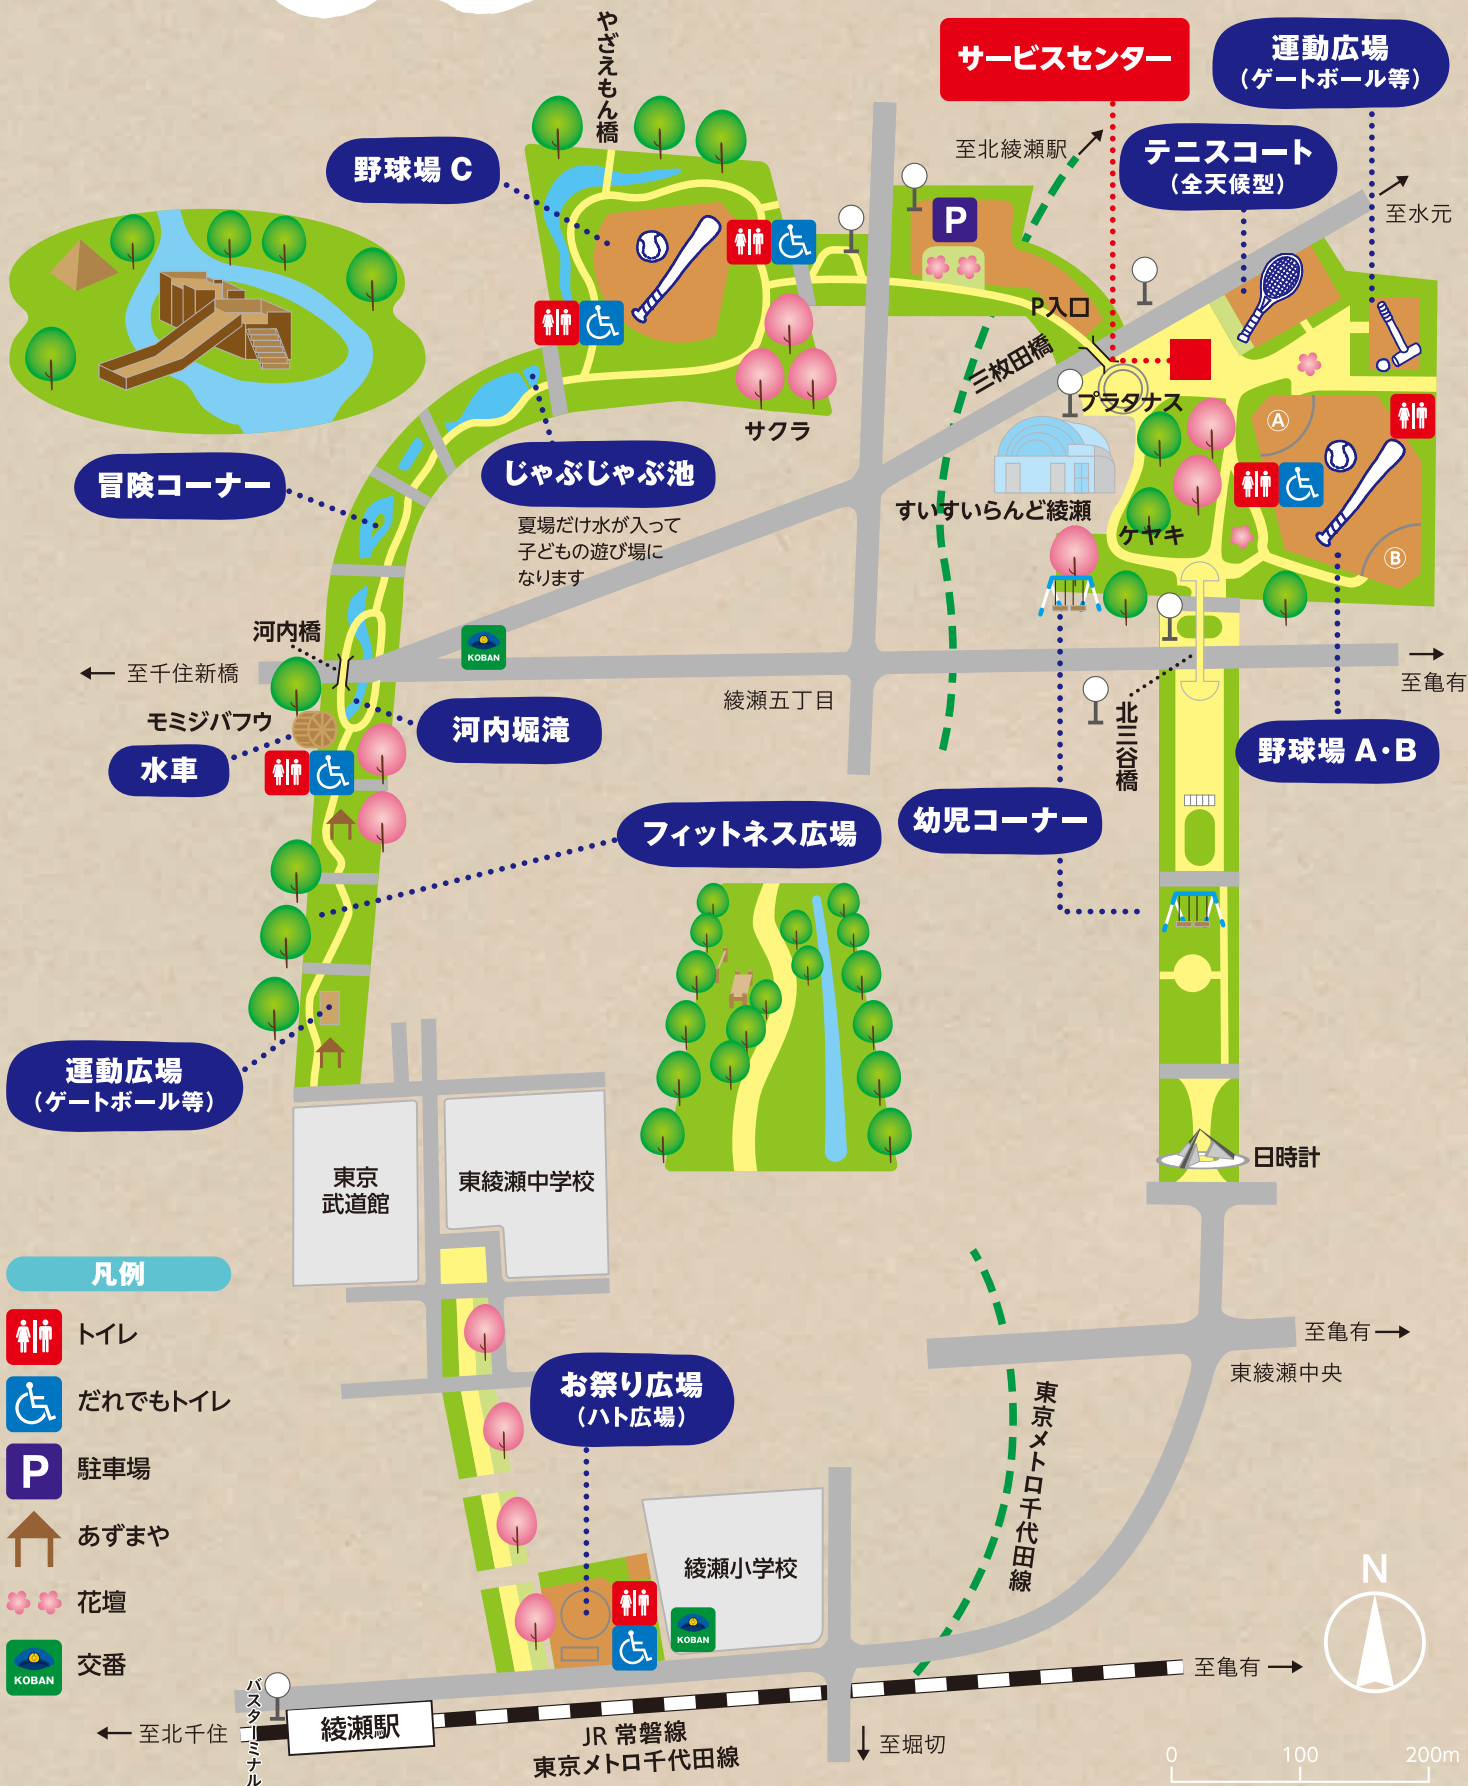 やざえもん橋
サービスセンター
運動広場
（ゲートボール等）
至北綾瀬駅
テニスコート
（全天候型）
至水元
野球場 C
P
P入口
三枚田橋
プラタナス
サクラ
A
冒険コーナー
じゃぶじゃぶ池
夏場だけ水が入って
子どもの遊び場に
なります
すいすいらんど綾瀬
ケヤキ
B
河内橋
KOBAN
至千住新橋
綾瀬五丁目
至亀有
モミジバフウ
河内堀滝
北三谷橋
水車
野球場 A・B
フィットネス広場
幼児コーナー
運動広場
（ゲートボール等）
東京
武道館
東綾瀬中学校
日時計
凡例
トイレ
だれでもトイレ
P
駐車場
あずまや
花壇
KOBAN
交番
至亀有
東綾瀬中央
お祭り広場
（ハト広場）
東京メトロ千代田線
綾瀬小学校
KOBAN
N
至亀有
バスターミナル
至北千住
綾瀬駅
JR 常磐線
東京メトロ千代田線
至堀切
0 100 200m